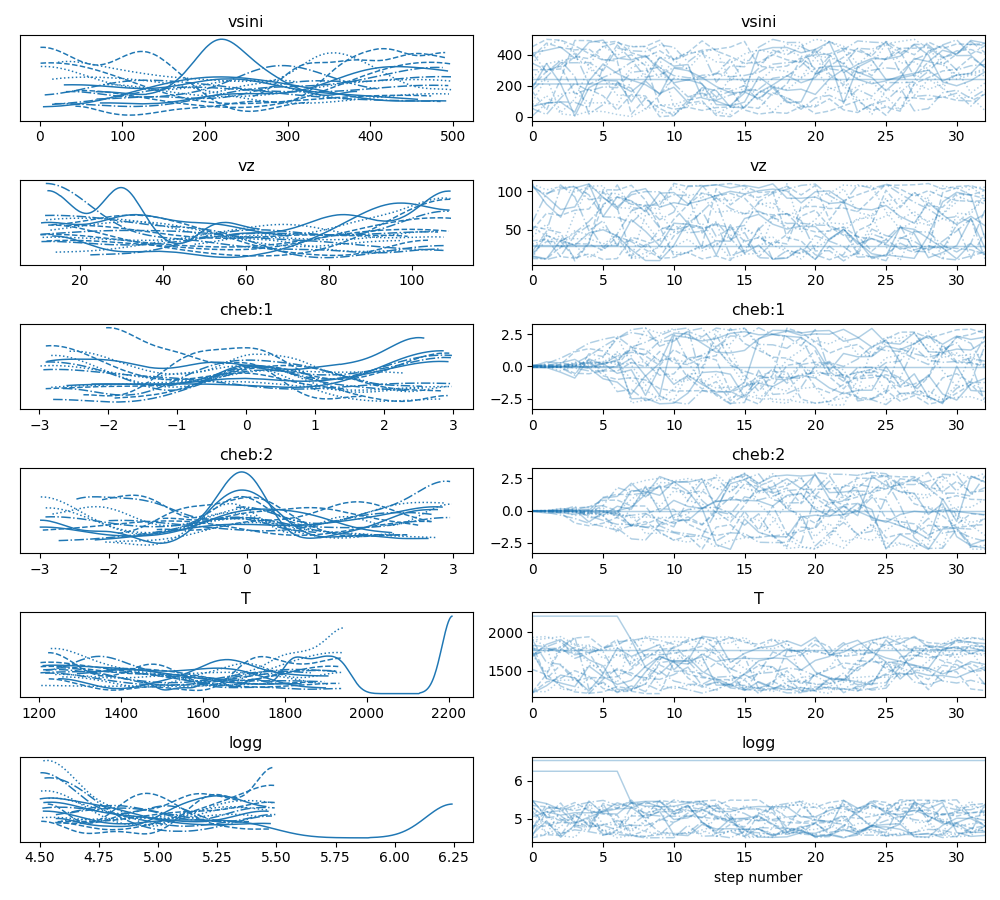 vsini vsini
400
200
0
0 100 200 300 400 500 0 5 10 15 20 25 30
vz vz
100
50
20 40 60 80 100 0 5 10 15 20 25 30
cheb:1 cheb:1
2.5
0.0
−2.5
−3 −2 −1 0 1 2 3 0 5 10 15 20 25 30
cheb:2 cheb:2
2.5
0.0
−2.5
−3 −2 −1 0 1 2 3 0 5 10 15 20 25 30
T T
2000
1500
1200 1400 1600 1800 2000 2200 0 5 10 15 20 25 30
logg logg
6
5
4.50 4.75 5.00 5.25 5.50 5.75 6.00 6.25 0 5 10 15 20 25 30
step number